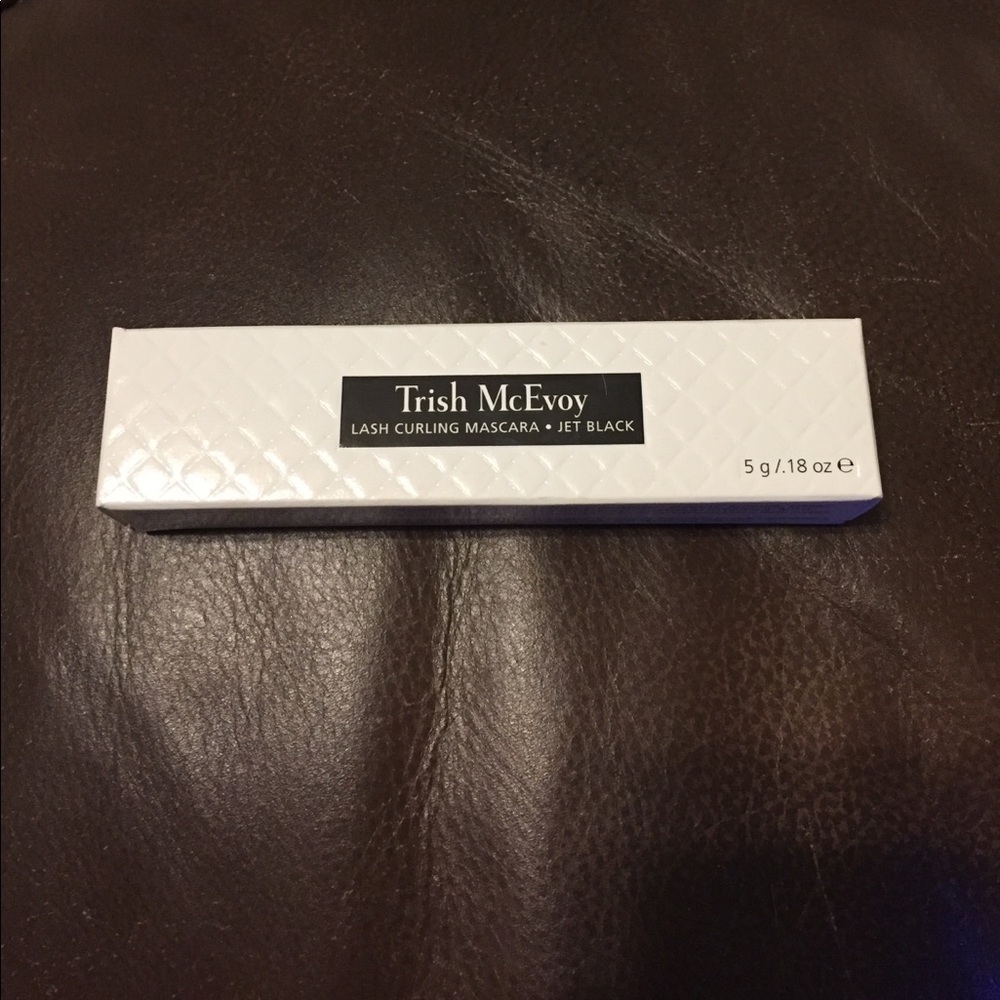 Trish McEvoy
LASH CURLING MASCARA • JET BLACK
5 g/.18 oz ℮